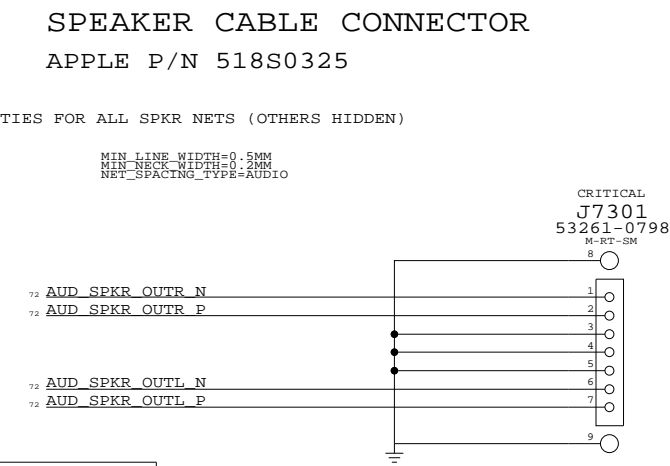 SPEAKER CABLE CONNECTOR
APPLE P/N 518S0325
TIES FOR ALL SPKR NETS (OTHERS HIDDEN)
MIN_LINE_WIDTH=0.5MM
MIN_NECK_WIDTH=0.2MM
NET_SPACING_TYPE=AUDIO
CRITICAL
J7301
53261-0798
M-RT-SM
8
72 AUD_SPKR_OUTR_N 1
72 AUD_SPKR_OUTR_P 2
3
4
5
72 AUD_SPKR_OUTL_N 6
72 AUD_SPKR_OUTL_P 7
9